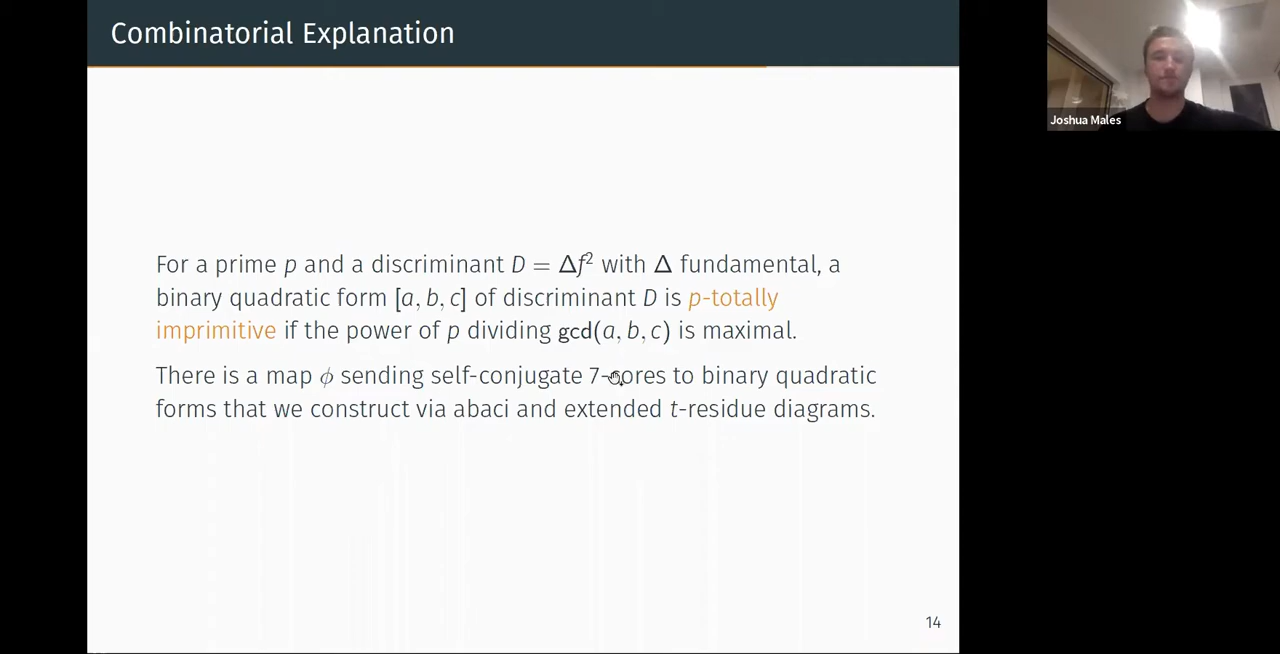 Combinatorial Explanation
Joshua Males
For a prime p and a discriminant D = Δf² with Δ fundamental, a
binary quadratic form [a, b, c] of discriminant D is p-totally
imprimitive if the power of p dividing gcd(a, b, c) is maximal.
There is a map ϕ sending self-conjugate 7-cores to binary quadratic
forms that we construct via abaci and extended t-residue diagrams.
14